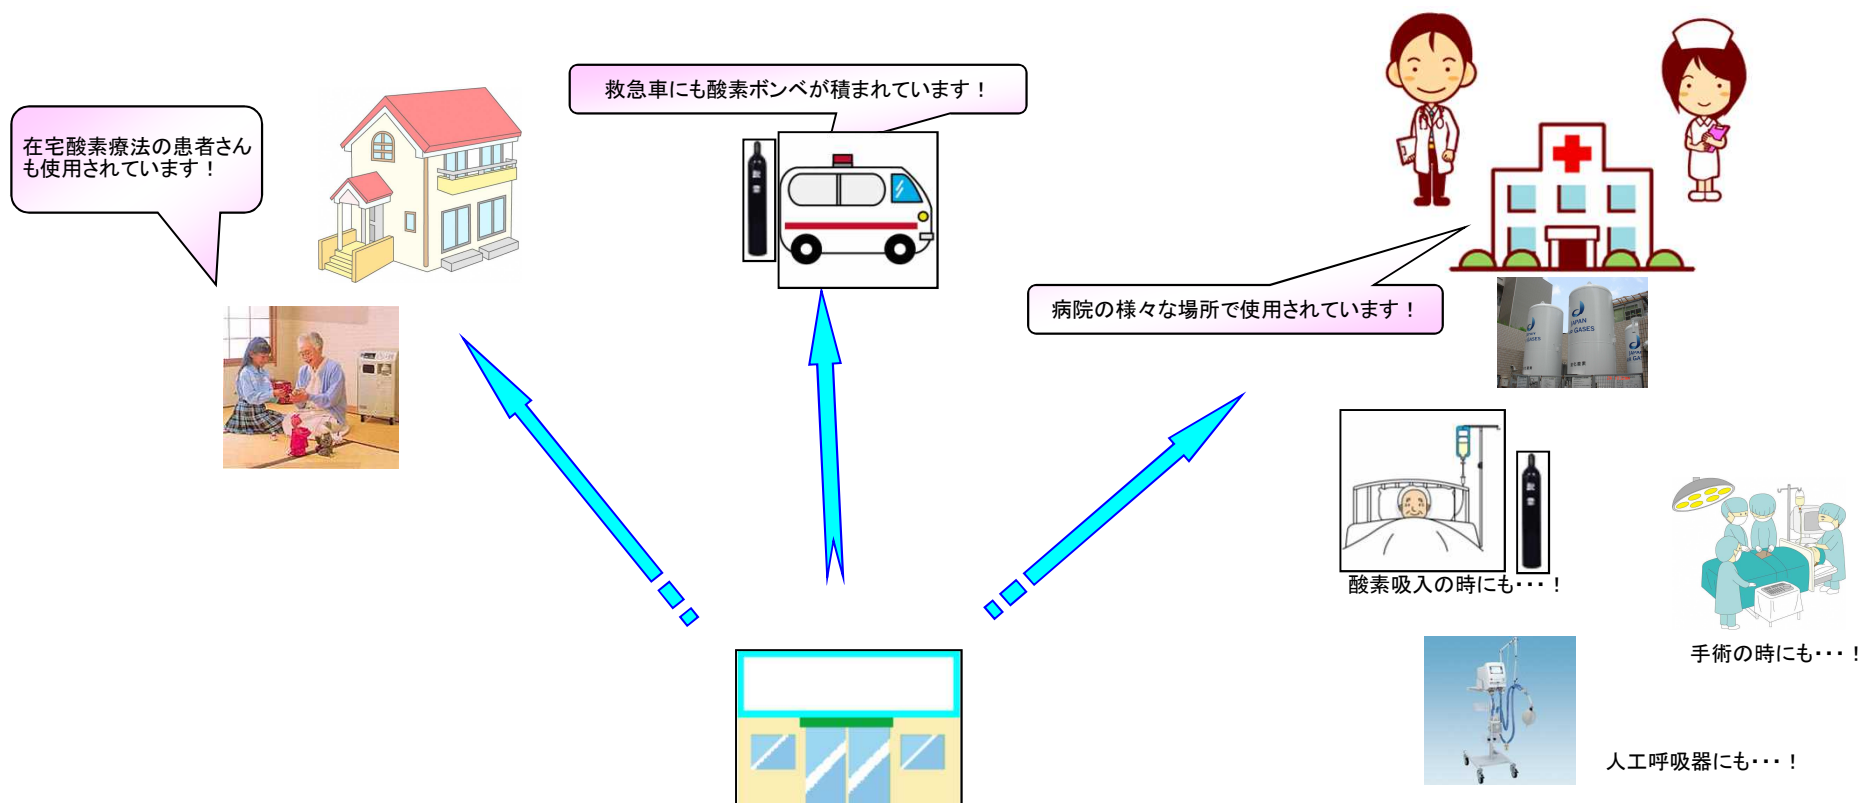 救急車にも酸素ボンベが積まれています！
在宅酸素療法の患者さん
も使用されています！
病院の様々な場所で使用されています！
JAPAN
GASES
酸素吸入の時にも・・・！
手術の時にも・・・！
人工呼吸器にも・・・！